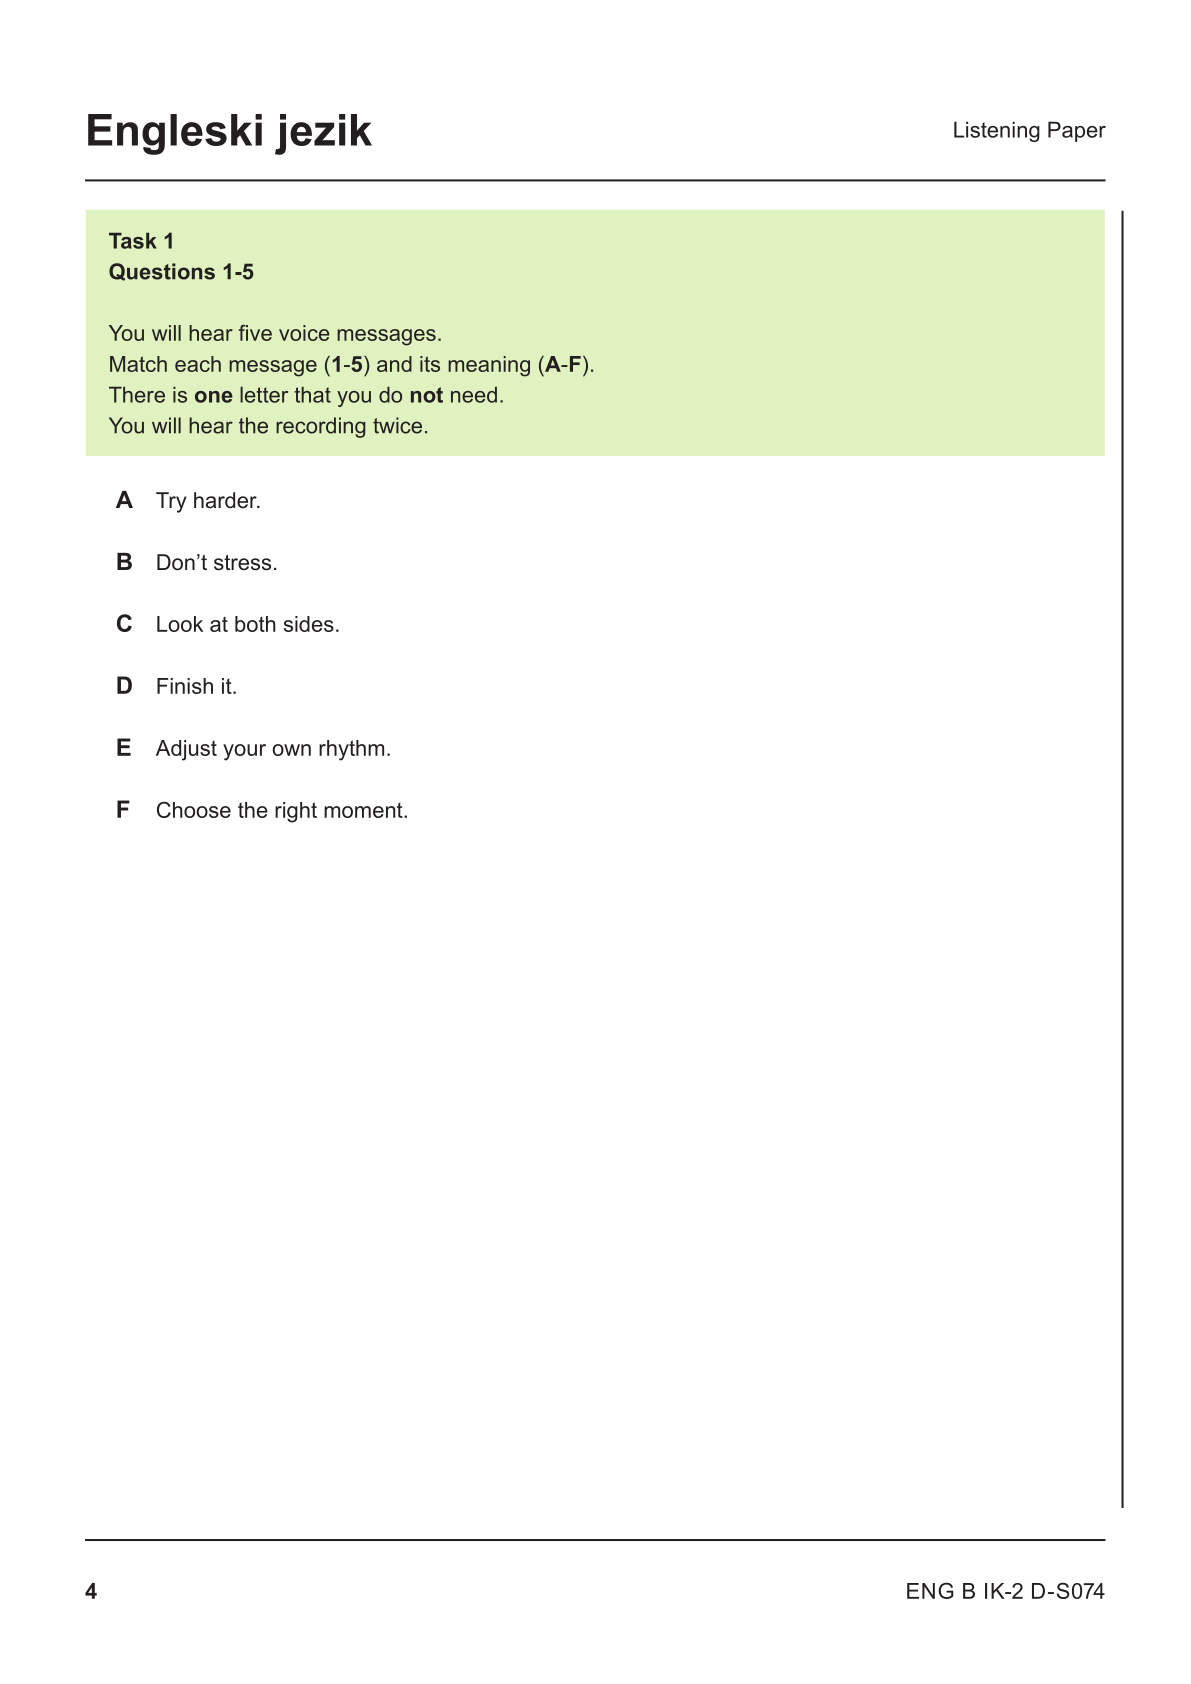 Engleski jezik
Listening Paper
Task 1
Questions 1-5
You will hear five voice messages.
Match each message (1-5) and its meaning (A-F).
There is one letter that you do not need.
You will hear the recording twice.
A Try harder.
B Don’t stress.
C Look at both sides.
D Finish it.
E Adjust your own rhythm.
F Choose the right moment.
4
ENG B IK-2 D-S074